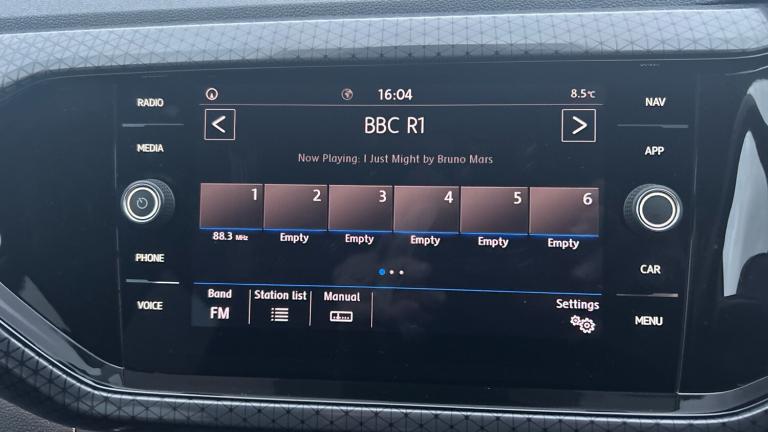 RADIO
MEDIA
PHONE
VOICE
16:04
8.5°C
<
BBC R1
>
Now Playing: I Just Might by Bruno Mars
1 2 3 4 5 6
88.3 MHz Empty Empty Empty Empty Empty
Band Station list Manual Settings
FM
NAV
APP
CAR
MENU